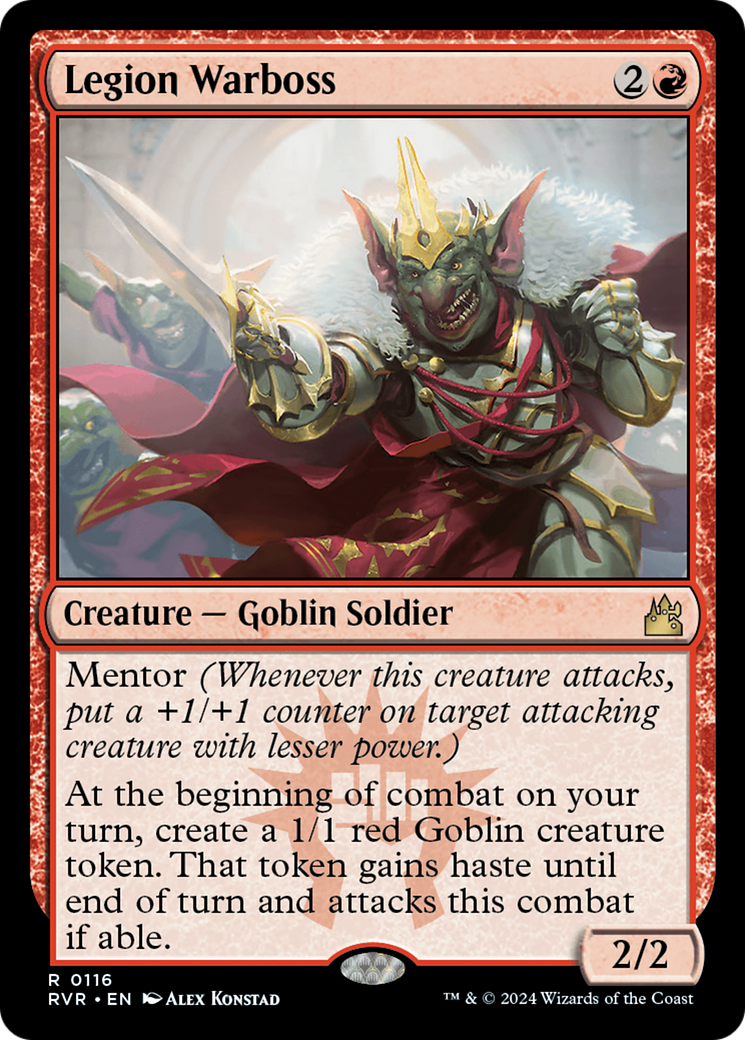 Legion Warboss 2
Creature — Goblin Soldier
Mentor (Whenever this creature attacks,
put a +1/+1 counter on target attacking
creature with lesser power.)
At the beginning of combat on your
turn, create a 1/1 red Goblin creature
token. That token gains haste until
end of turn and attacks this combat
if able.
2/2
R 0116
RVR • EN Alex Konstad
™ & © 2024 Wizards of the Coast